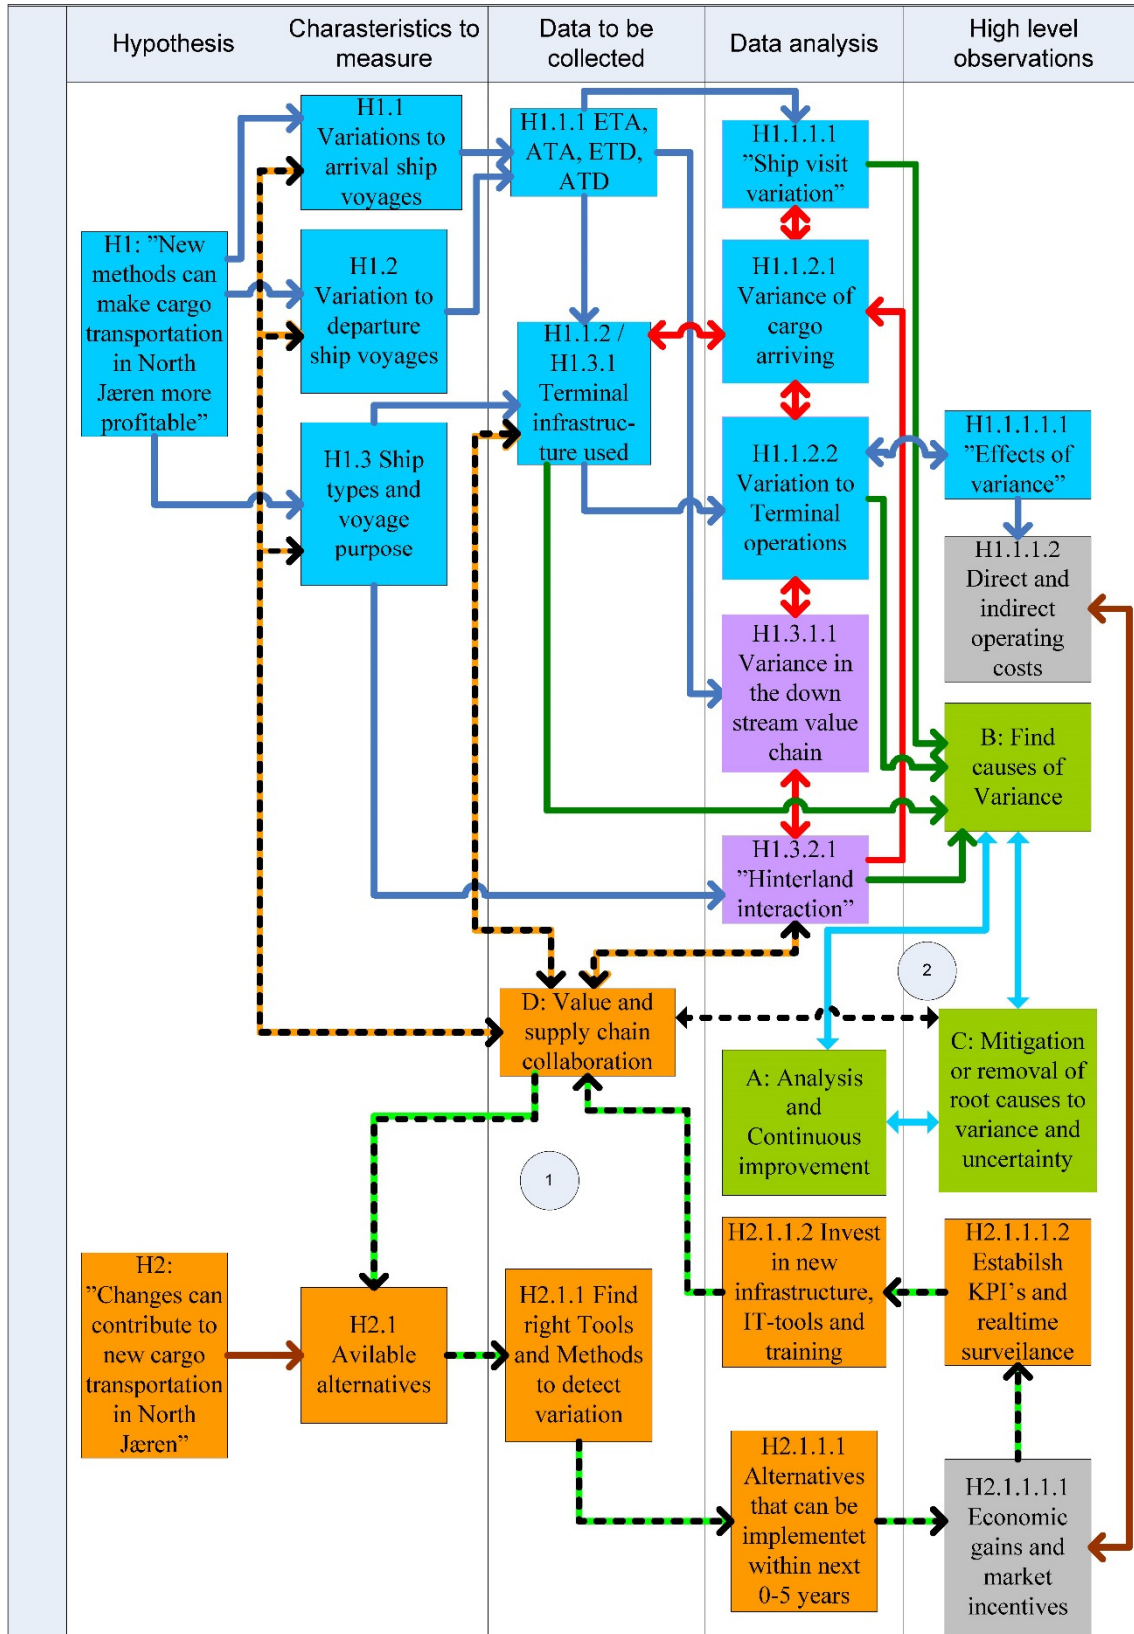 Hypothesis
Charasteristics to
measure
Data to be
collected
Data analysis
High level
observations
H1.1
Variations to
arrival ship
voyages
H1.1.1 ETA,
ATA, ETD,
ATD
H1.1.1.1
”Ship visit
variation”
H1: ”New
methods can
make cargo
transportation
in North
Jæren more
profitable”
H1.2
Variation to
departure
ship voyages
H1.1.2.1
Variance of
cargo
arriving
H1.1.2 /
H1.3.1
Terminal
infrastruc-
ture used
H1.3 Ship
types and
voyage
purpose
H1.1.2.2
Variation to
Terminal
operations
H1.1.1.1.1
”Effects of
variance”
H1.1.1.2
Direct and
indirect
operating
costs
H1.3.1.1
Variance in
the down
stream value
chain
B: Find
causes of
Variance
H1.3.2.1
”Hinterland
interaction”
2
D: Value and
supply chain
collaboration
C: Mitigation
or removal of
root causes to
variance and
uncertainty
A: Analysis
and
Continuous
improvement
1
H2:
”Changes can
contribute to
new cargo
transportation
in North
Jæren”
H2.1
Avilable
alternatives
H2.1.1 Find
right Tools
and Methods
to detect
variation
H2.1.1.2 Invest
in new
infrastructure,
IT-tools and
training
H2.1.1.1.2
Estabilsh
KPI’s and
realtime
surveilance
H2.1.1.1
Alternatives
that can be
implementet
within next
0-5 years
H2.1.1.1.1
Economic
gains and
market
incentives